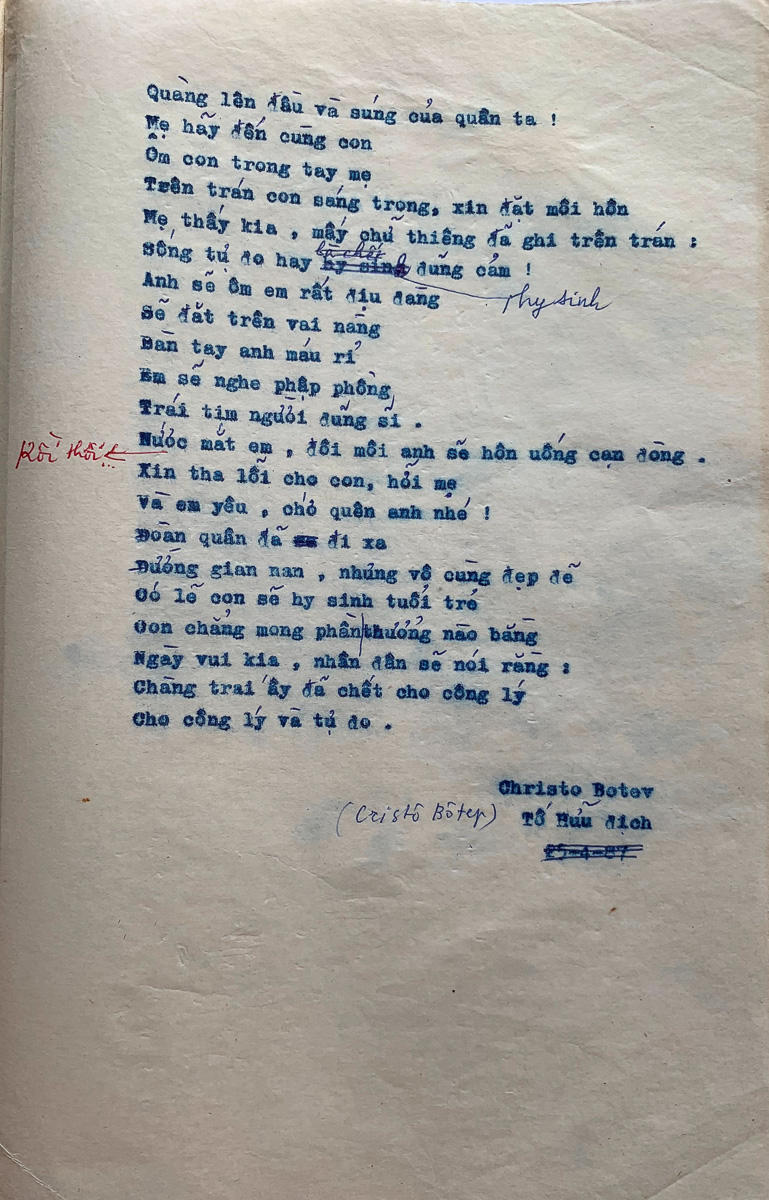 Quàng lên đầu và súng của quân ta !
Mẹ hãy đến cùng con
Ôm con trong tay mẹ
Trên trán con sáng trong, xin đặt môi hôn
Mẹ thấy kia , mấy chữ thiêng đã ghi trên trán :
là chết
Sống tự do hay hy sinh dũng cảm !
hy sinh
Anh sẽ ôm em rất dịu dàng
Sẽ đặt trên vai nàng
Bàn tay anh máu rỉ
Em sẽ nghe phập phồng
Trái tim người dũng sĩ .
Rồi thôi!..
Nước mắt em , đôi môi anh sẽ hôn uống cạn dòng .
Xin tha lỗi cho con, hỡi mẹ
Và em yêu , chớ quên anh nhé !
Đoàn quân đã đi xa
Đường gian nan , nhưng vô cùng đẹp đẽ
Có lẽ con sẽ hy sinh tuổi trẻ
Con chẳng mong phần thưởng nào bằng
Ngày vui kia , nhân dân sẽ nói rằng :
Chàng trai ấy đã chết cho công lý
Cho công lý và tự do .
Christo Botev
(Cristô Bôtep) Tố Hữu dịch
25-4-87